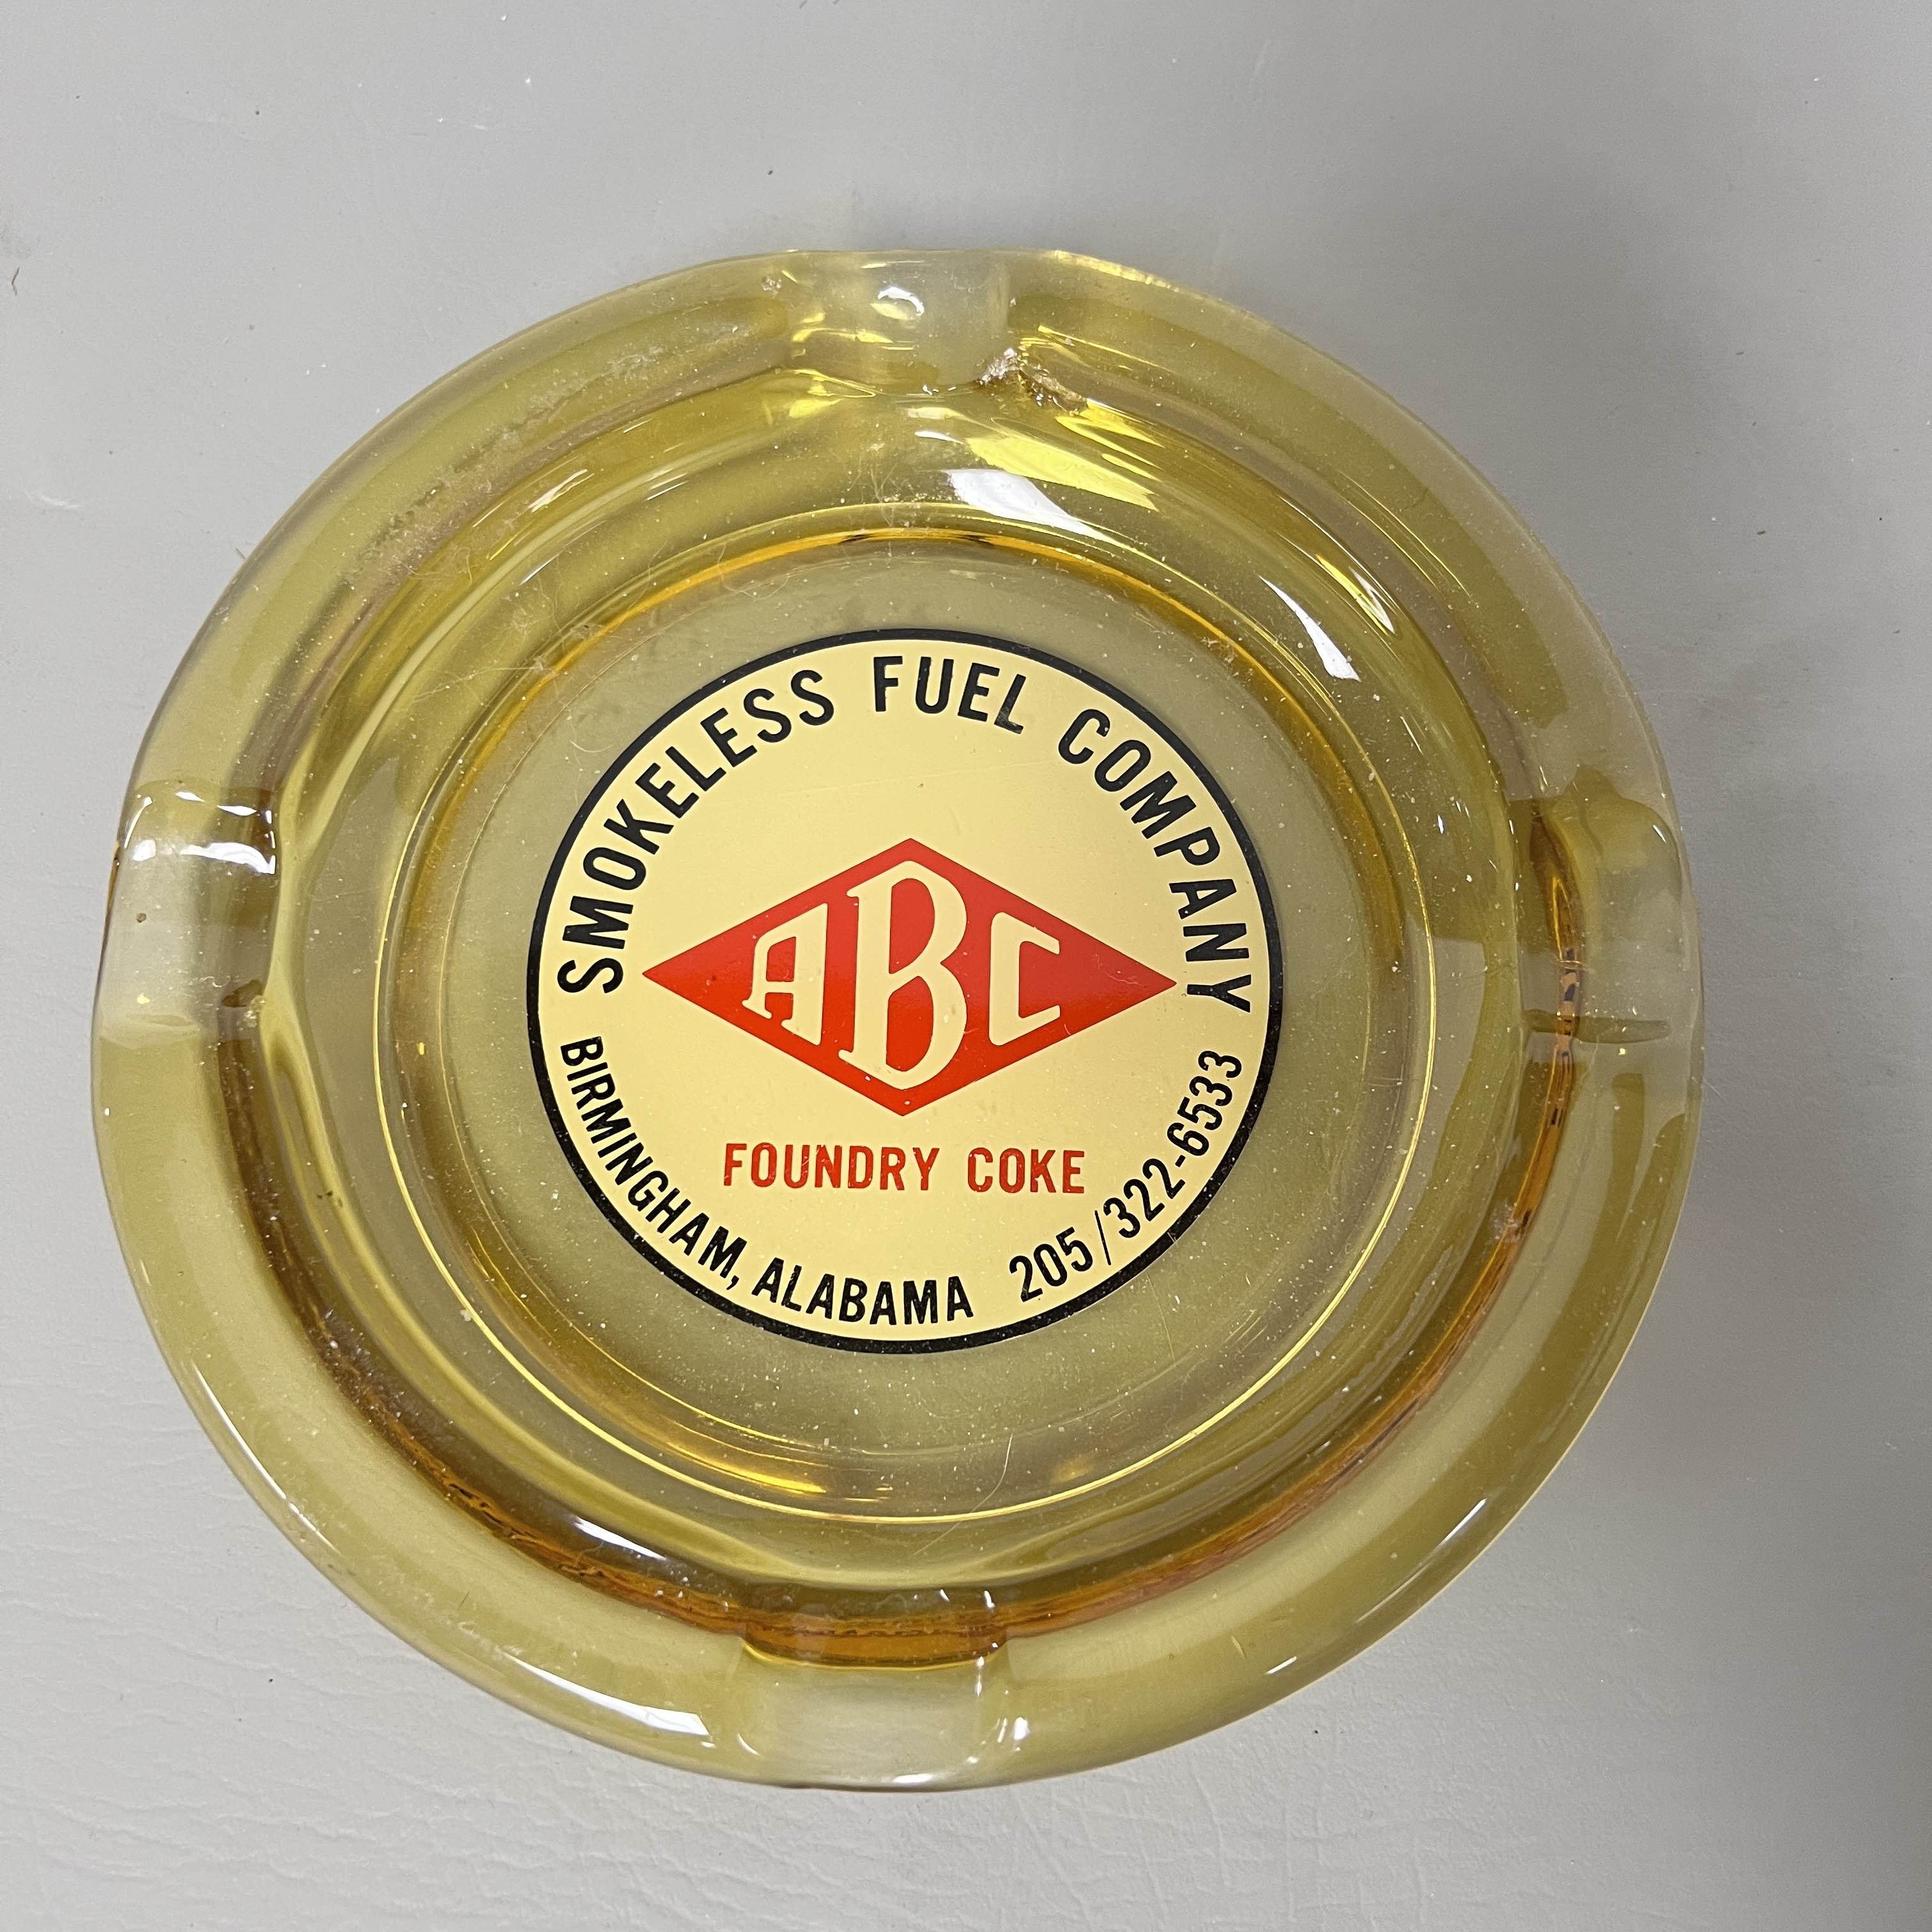 SMOKELESS FUEL COMPANY
ABC
FOUNDRY COKE
BIRMINGHAM, ALABAMA 205/322-6533